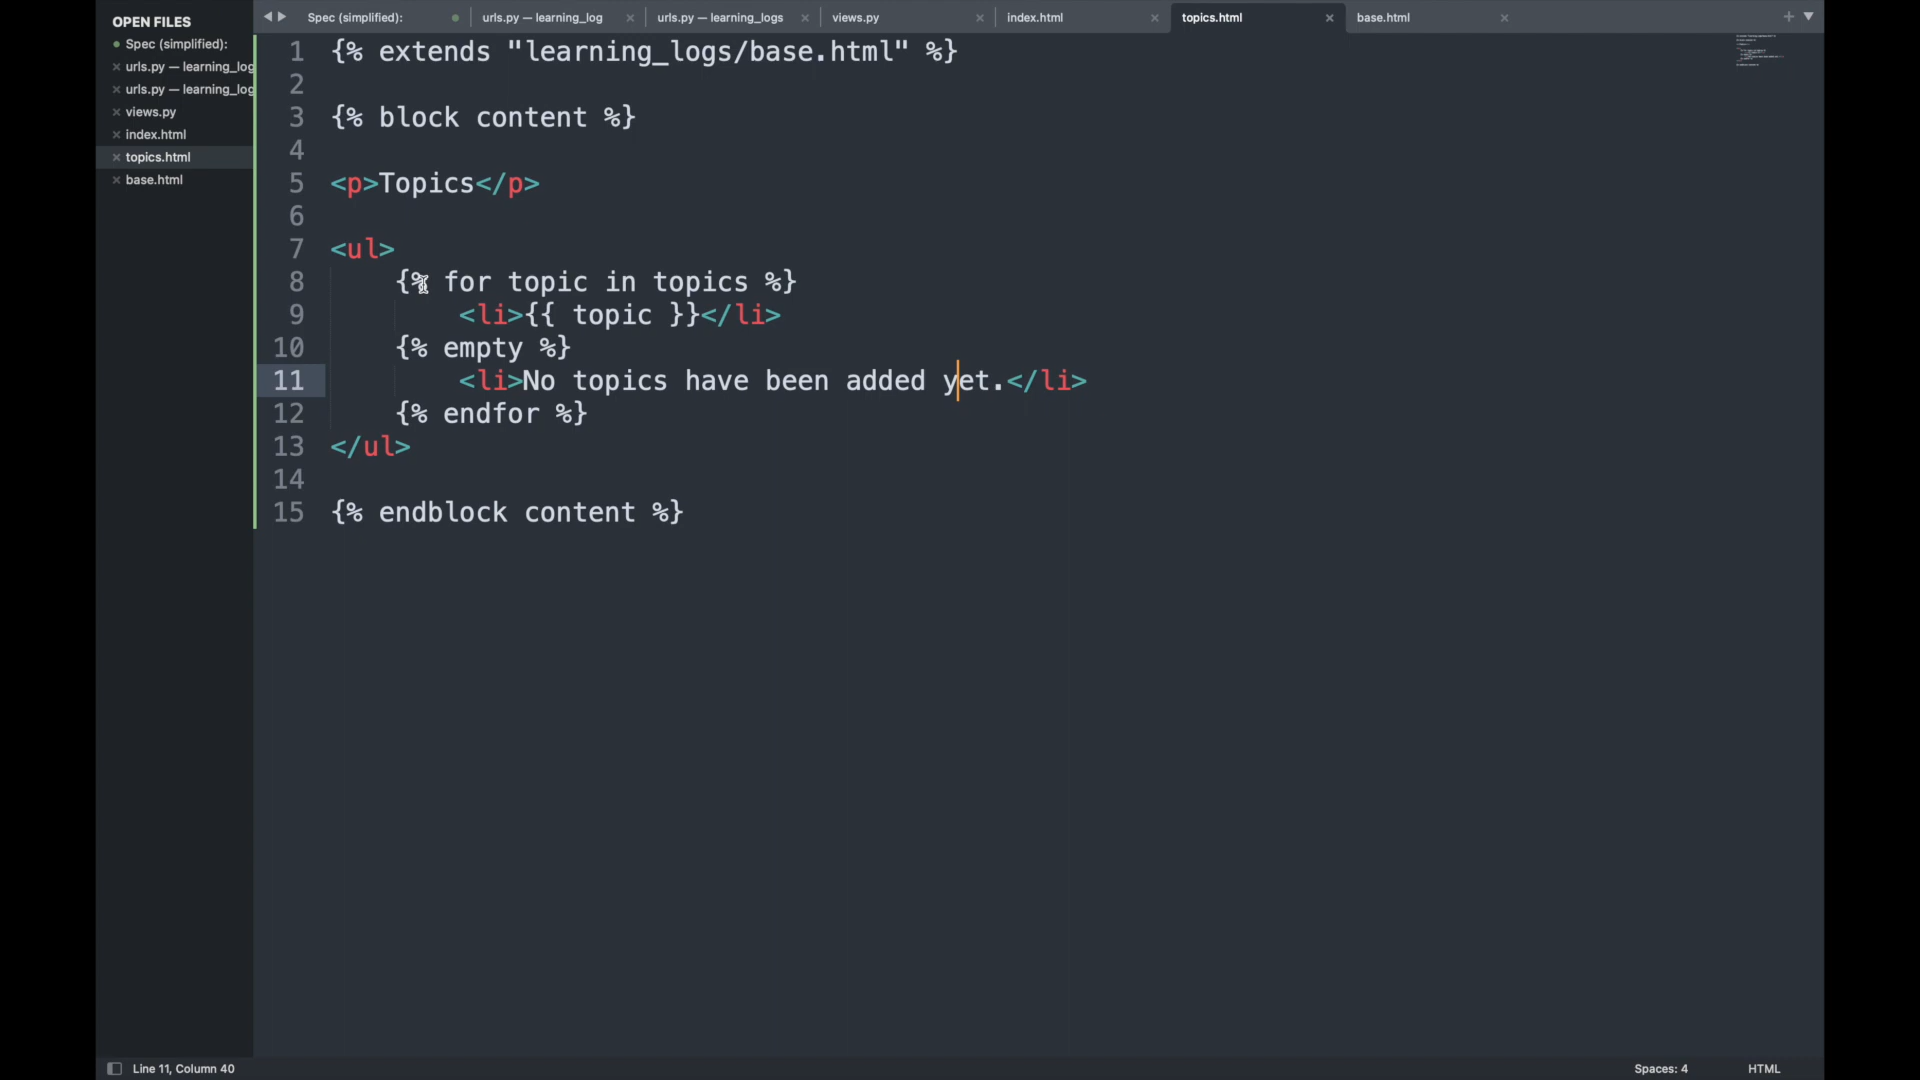 OPEN FILES
Spec (simplified):
urls.py — learning_log
urls.py — learning_log
views.py
index.html
topics.html
base.html
Spec (simplified):
urls.py — learning_log
urls.py — learning_logs
views.py
index.html
topics.html
base.html
1 {% extends "learning_logs/base.html" %}
2
3 {% block content %}
4
5 <p>Topics</p>
6
7 <ul>
8 {% for topic in topics %}
9 <li>{{ topic }}</li>
10 {% empty %}
11 <li>No topics have been added yet.</li>
12 {% endfor %}
13 </ul>
14
15 {% endblock content %}
Line 11, Column 40
Spaces: 4
HTML